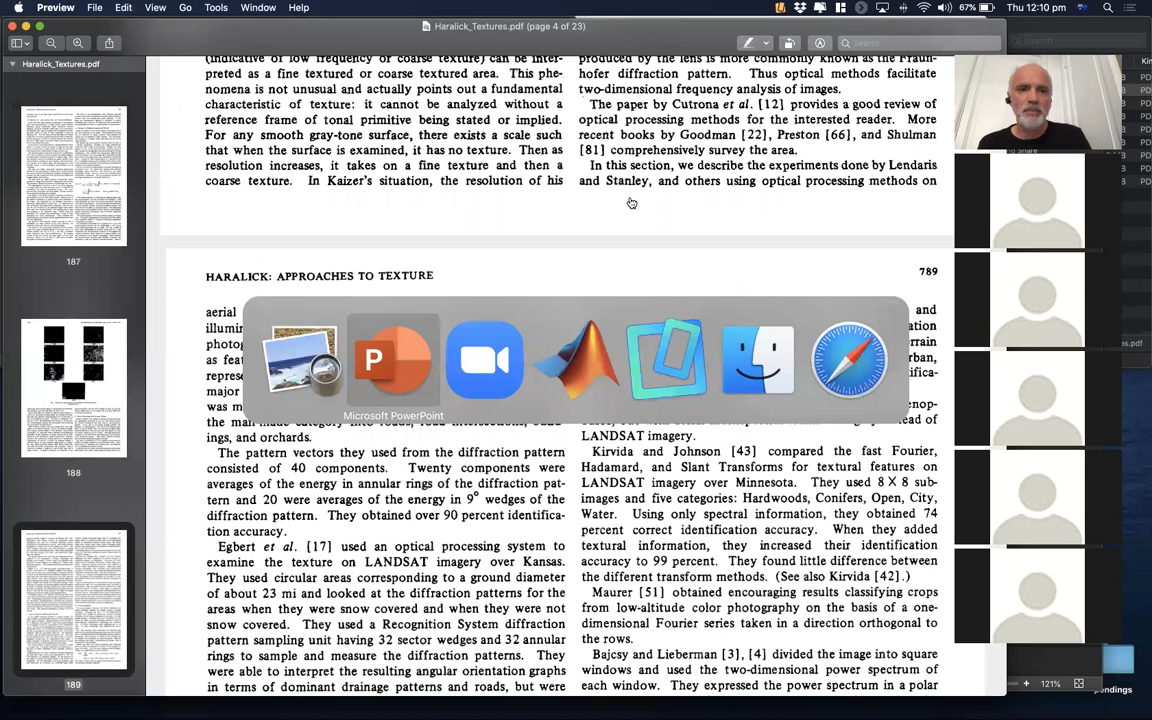 Preview File Edit View Go Tools Window Help
67% Thu 12:10 pm
Haralick_Textures.pdf (page 4 of 23)
Search
Haralick_Textures.pdf
187
188
189
(indicative of low frequency or coarse texture) can be inter-
preted as a fine textured or coarse textured area. This phe-
nomena is not unusual and actually points out a fundamental
characteristic of texture: it cannot be analyzed without a
reference frame of tonal primitive being stated or implied.
For any smooth gray-tone surface, there exists a scale such
that when the surface is examined, it has no texture. Then as
resolution increases, it takes on a fine texture and then a
coarse texture. In Kaizer's situation, the resolution of his
produced by the lens is more commonly known as the Fraun-
hofer diffraction pattern. Thus optical methods facilitate
two-dimensional frequency analysis of images.
The paper by Cutrona et al. [12] provides a good review of
optical processing methods for the interested reader. More
recent books by Goodman [22], Preston [66], and Shulman
[81] comprehensively survey the area.
In this section, we describe the experiments done by Lendaris
and Stanley, and others using optical processing methods on
HARALICK: APPROACHES TO TEXTURE
789
aerial
illumin
photog
as feat
repres
major
was m
ings, and orchards.
The pattern vectors they used from the diffraction pattern
consisted of 40 components. Twenty components were
averages of the energy in annular rings of the diffraction pat-
tern and 20 were averages of the energy in 9° wedges of the
diffraction pattern. They obtained over 90 percent identifica-
tion accuracy.
Egbert et al. [17] used an optical processing system to
examine the texture on LANDSAT imagery over Kansas.
They used circular areas corresponding to a ground diameter
of about 23 mi and looked at the diffraction patterns for the
areas when they were snow covered and when they were not
snow covered. They used a Recognition System diffraction
pattern sampling unit having 32 sector wedges and 32 annular
rings to sample and measure the diffraction patterns. They
were able to interpret the resulting angular orientation graphs
in terms of dominant drainage patterns and roads, but were
and
ation
errain
rban,
ifica-
nop-
ead of
LANDSAT imagery.
Kirvida and Johnson [43] compared the fast Fourier,
Hadamard, and Slant Transforms for textural features on
LANDSAT imagery over Minnesota. They used 8 X 8 sub-
images and five categories: Hardwoods, Conifers, Open, City,
Water. Using only spectral information, they obtained 74
percent correct identification accuracy. When they added
textural information, they increased their identification
accuracy to 99 percent. They found little difference between
the different transform methods. (See also Kirvida [42].)
Maurer [51] obtained encouraging results classifying crops
from low-altitude color photography on the basis of a one-
dimensional Fourier series taken in a direction orthogonal to
the rows.
Bajcsy and Lieberman [3], [4] divided the image into square
windows and used the two-dimensional power spectrum of
each window. They expressed the power spectrum in a polar
P
Microsoft PowerPoint
121%